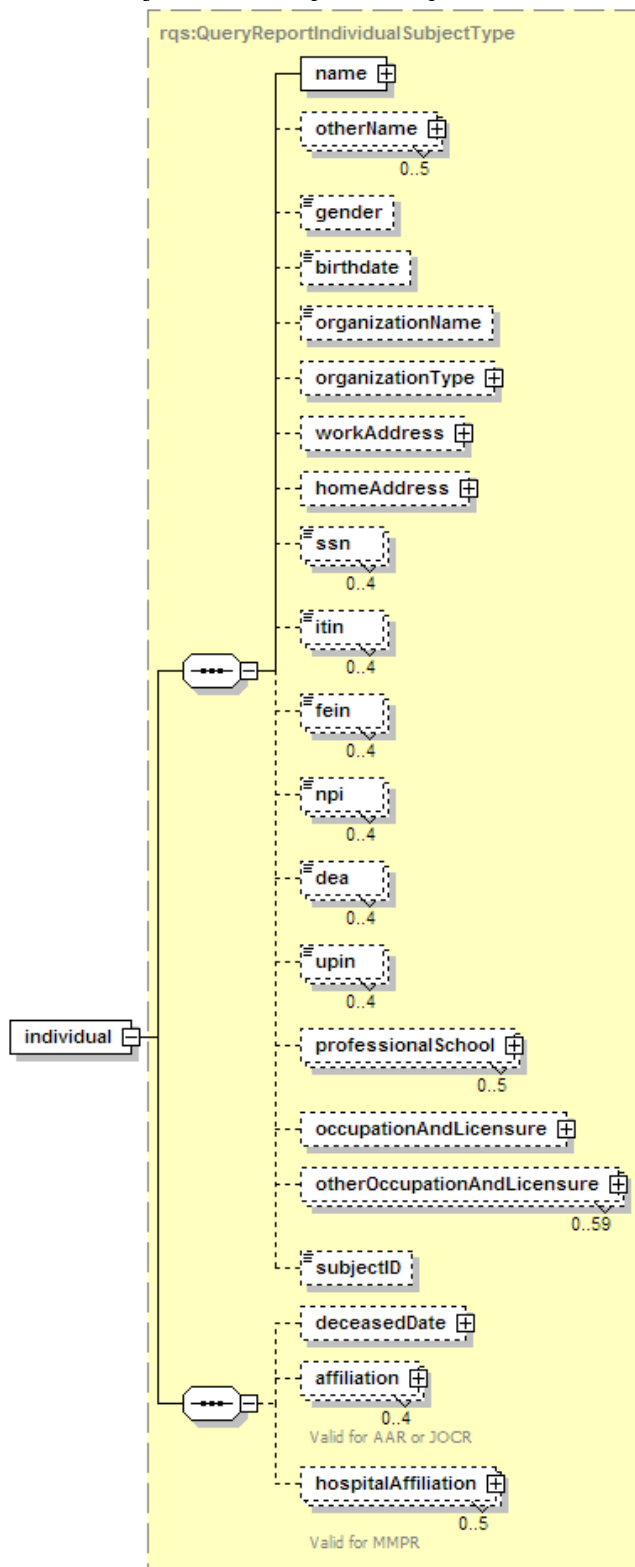 rqs:QueryReportIndividualSubjectType
name
otherName
0..5
gender
birthdate
organizationName
organizationType
workAddress
homeAddress
ssn
0..4
itin
0..4
fein
0..4
npi
0..4
dea
0..4
upin
0..4
individual
professionalSchool
0..5
occupationAndLicensure
otherOccupationAndLicensure
0..59
subjectID
deceasedDate
affiliation
0..4
Valid for AAR or JOCR
hospitalAffiliation
0..5
Valid for MMPR